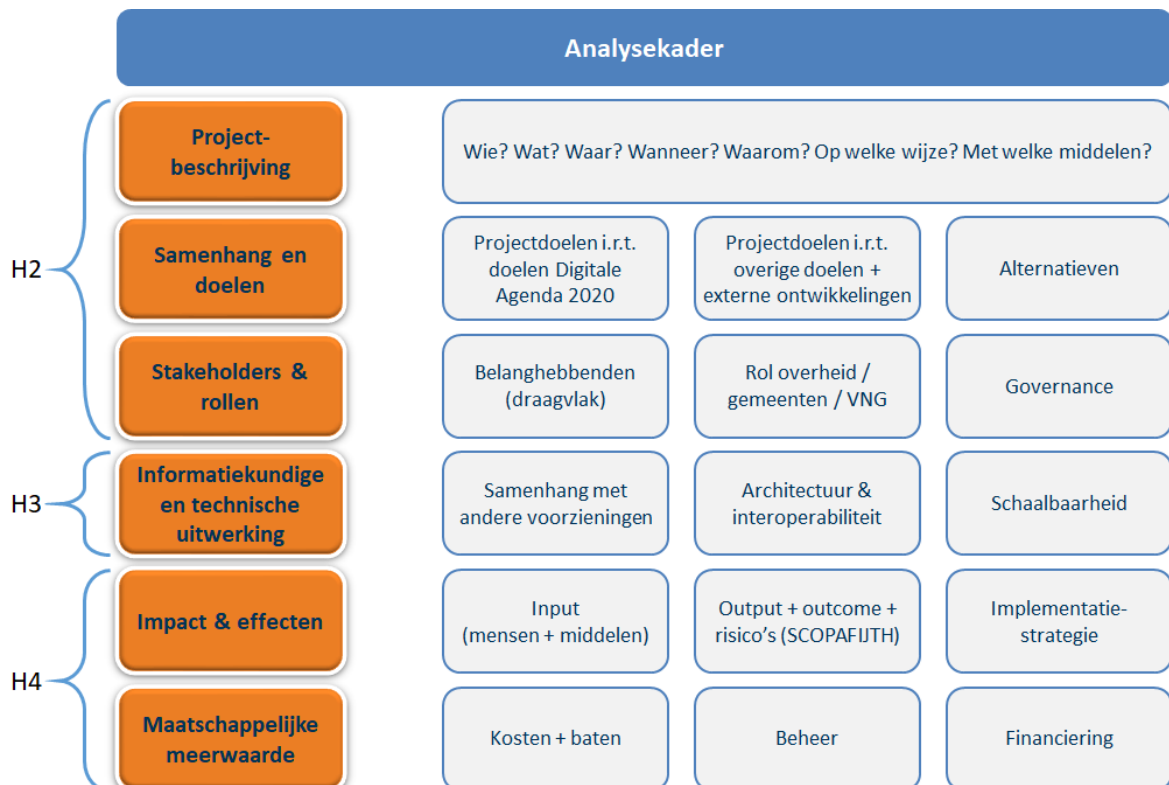 Analysekader
Project-
beschrijving
Wie? Wat? Waar? Wanneer? Waarom? Op welke wijze? Met welke middelen?
H2
Samenhang en
doelen
Projectdoelen i.r.t.
doelen Digitale
Agenda 2020
Projectdoelen i.r.t.
overige doelen +
externe ontwikkelingen
Alternatieven
Stakeholders &
rollen
Belanghebbenden
(draagvlak)
Rol overheid /
gemeenten / VNG
Governance
H3
Informatiekundige
en technische
uitwerking
Samenhang met
andere voorzieningen
Architectuur &
interoperabiliteit
Schaalbaarheid
H4
Impact & effecten
Input
(mensen + middelen)
Output + outcome +
risico's (SCOPAFIJTH)
Implementatie-
strategie
Maatschappelijke
meerwaarde
Kosten + baten
Beheer
Financiering